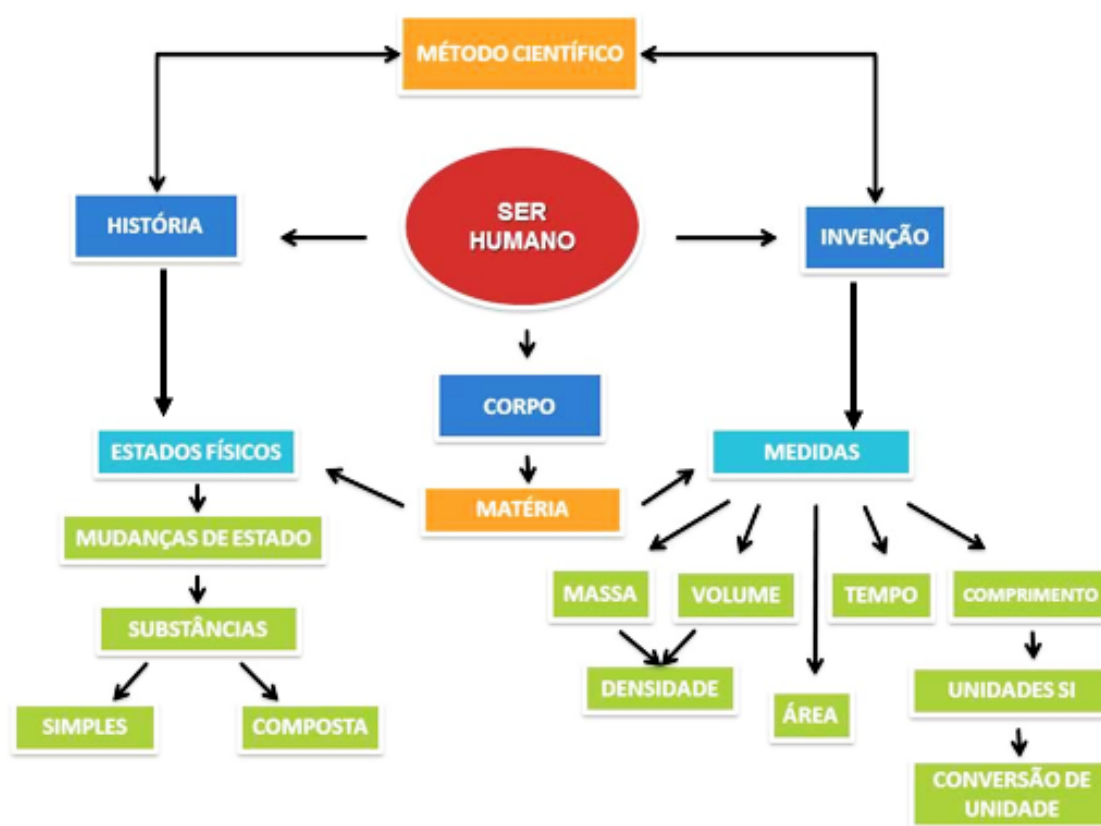 MÉTODO CIENTÍFICO
SER
HUMANO
HISTÓRIA
INVENÇÃO
CORPO
ESTADOS FÍSICOS
MEDIDAS
MATÉRIA
MUDANÇAS DE ESTADO
MASSA
VOLUME
TEMPO
COMPRIMENTO
SUBSTÂNCIAS
DENSIDADE
UNIDADES SI
ÁREA
SIMPLES
COMPOSTA
CONVERSÃO DE
UNIDADE